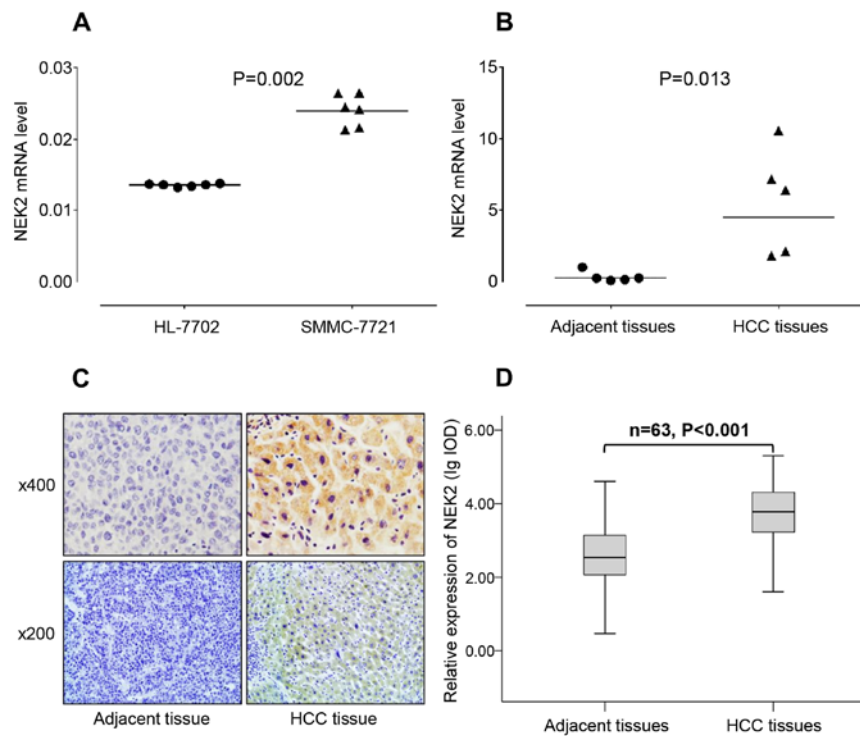 A
NEK2 mRNA level
0.03
0.02
0.01
0.00
P=0.002
HL-7702
SMMC-7721
B
NEK2 mRNA level
15
10
5
0
P=0.013
Adjacent tissues
HCC tissues
C
x400
x200
Adjacent tissue
HCC tissue
D
Relative expression of NEK2 (lg IOD)
6.00
4.00
2.00
0.00
n=63, P<0.001
Adjacent tissues
HCC tissues